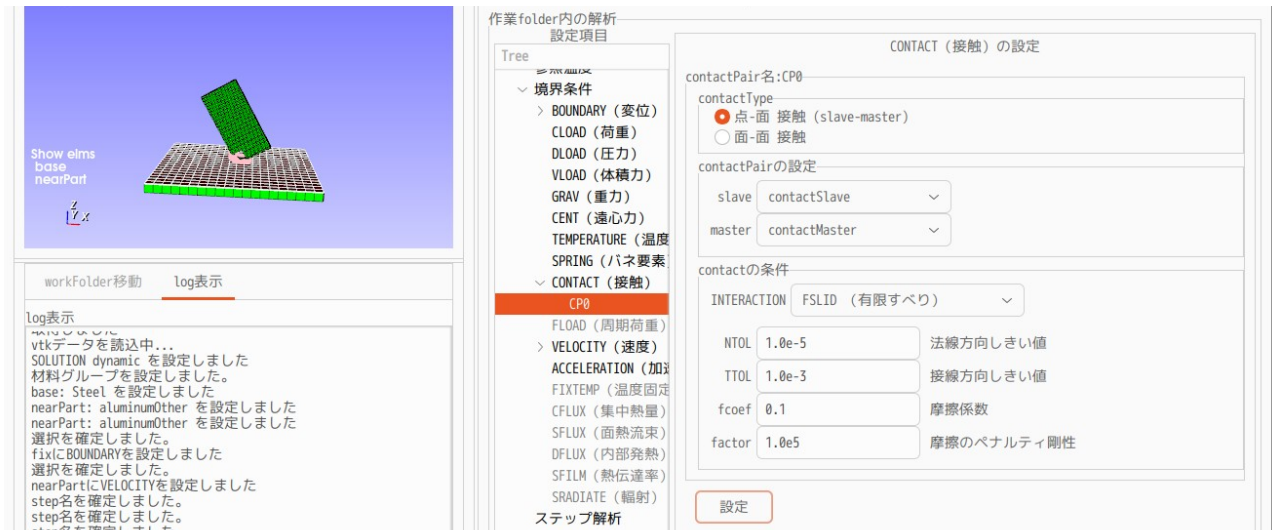 Show elms
base
nearPart
Z
Y X
workFolder移動
log表示
log表示
取得しました
vtkデータを読込中...
SOLUTION dynamic を設定しました
材料グループを設定しました。
base: Steel を設定しました
nearPart: aluminumOther を設定しました
nearPart: aluminumOther を設定しました
選択を確定しました。
fixにBOUNDARYを設定しました
選択を確定しました。
nearPartにVELOCITYを設定しました
step名を確定しました。
step名を確定しました。
作業folder内の解析
設定項目
Tree
参照温度
境界条件
BOUNDARY (変位)
CLOAD (荷重)
DLOAD (圧力)
VLOAD (体積力)
GRAV (重力)
CENT (遠心力)
TEMPERATURE (温度
SPRING (バネ要素
CONTACT (接触)
CP0
FLOAD (周期荷重)
VELOCITY (速度)
ACCELERATION (加速
FIXTEMP (温度固定
CFLUX (集中熱量)
SFLUX (面熱流束)
DFLUX (内部発熱)
SFILM (熱伝達率)
SRADIATE (輻射)
ステップ解析
CONTACT (接触) の設定
contactPair名:CP0
contactType
点-面 接触 (slave-master)
面-面 接触
contactPairの設定
slave contactSlave
master contactMaster
contactの条件
INTERACTION FSLID (有限すべり)
NTOL 1.0e-5 法線方向しきい値
TTOL 1.0e-3 接線方向しきい値
fcoef 0.1 摩擦係数
factor 1.0e5 摩擦のペナルティ剛性
設定